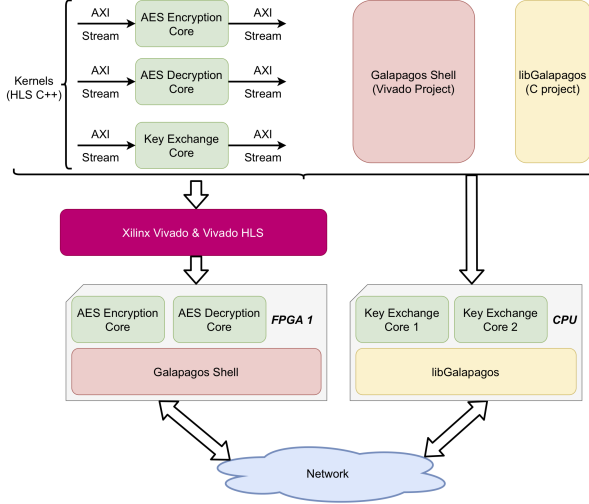 AXI
Stream
AES Encryption
Core
AXI
Stream
Kernels
(HLS C++)
AXI
Stream
AES Decryption
Core
AXI
Stream
AXI
Stream
Key Exchange
Core
AXI
Stream
Galapagos Shell
(Vivado Project)
libGalapagos
(C project)
Xilinx Vivado & Vivado HLS
AES Encryption
Core
AES Decryption
Core
FPGA 1
Galapagos Shell
Key Exchange
Core 1
Key Exchange
Core 2
CPU
libGalapagos
Network